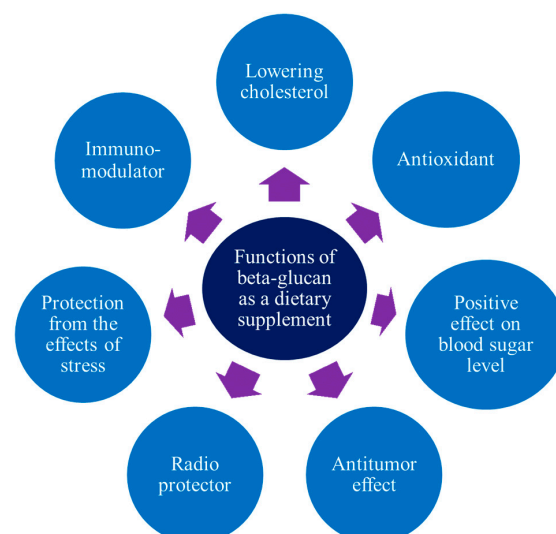 Lowering
cholesterol
Antioxidant
Positive
effect on
blood sugar
level
Antitumor
effect
Radio
protector
Protection
from the
effects of
stress
Immuno-
modulator
Functions of
beta-glucan
as a dietary
supplement